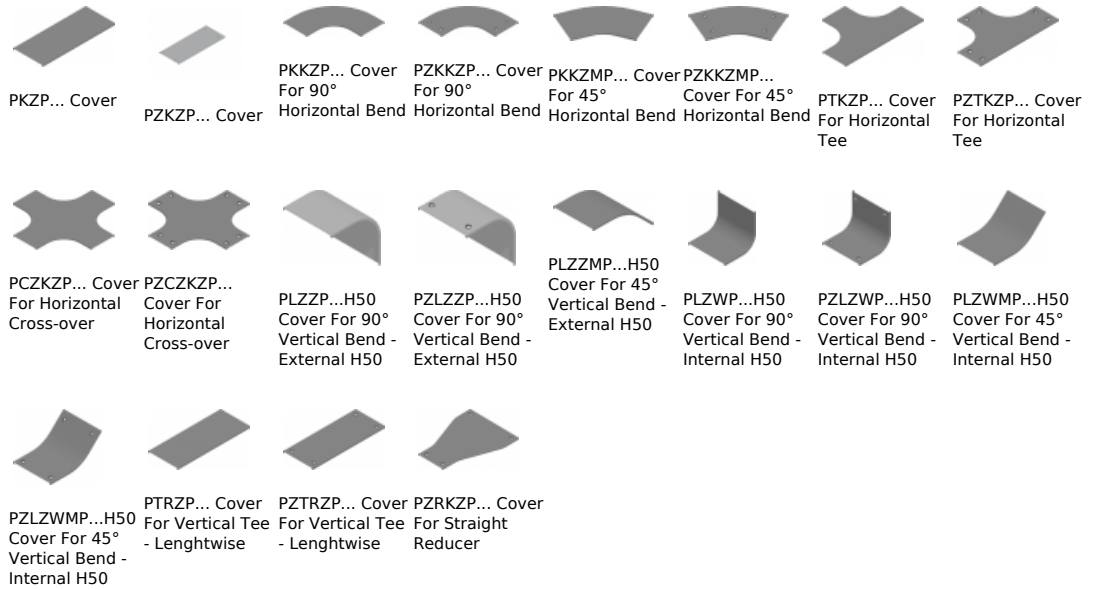 PKZP... Cover
PZKZP... Cover
PKKZP... Cover
For 90°
Horizontal Bend
PZKKZP... Cover
For 90°
Horizontal Bend
PKKZMP... Cover
For 45°
Horizontal Bend
PZKKZMP...
Cover For 45°
Horizontal Bend
PTKZP... Cover
For Horizontal
Tee
PZTKZP... Cover
For Horizontal
Tee
PCZKZP... Cover
For Horizontal
Cross-over
PZCZKZP...
Cover For
Horizontal
Cross-over
PLZZP...H50
Cover For 90°
Vertical Bend -
External H50
PZLZZP...H50
Cover For 90°
Vertical Bend -
External H50
PLZZMP...H50
Cover For 45°
Vertical Bend -
External H50
PLZWP...H50
Cover For 90°
Vertical Bend -
Internal H50
PZLZWP...H50
Cover For 90°
Vertical Bend -
Internal H50
PLZWMP...H50
Cover For 45°
Vertical Bend -
Internal H50
PZLZWMP...H50
Cover For 45°
Vertical Bend -
Internal H50
PTRZP... Cover
For Vertical Tee
- Lenghtwise
PZTRZP... Cover
For Vertical Tee
- Lenghtwise
PZRKZP... Cover
For Straight
Reducer